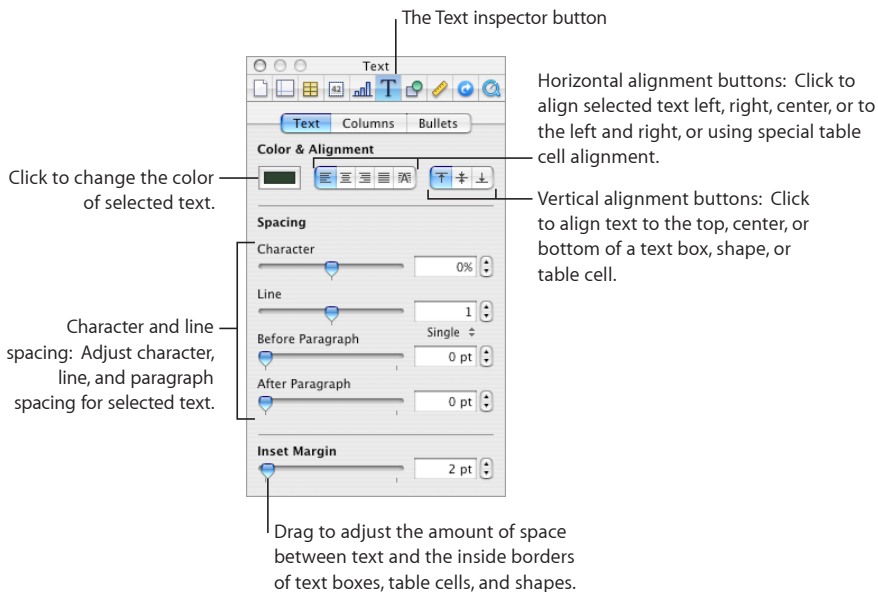 The Text inspector button
Text
42
T
Text
Columns
Bullets
Color & Alignment
A
Horizontal alignment buttons: Click to
align selected text left, right, center, or to
the left and right, or using special table
cell alignment.
Click to change the color
of selected text.
Vertical alignment buttons: Click
to align text to the top, center, or
bottom of a text box, shape, or
table cell.
Spacing
Character
0%
Line
1
Single
Before Paragraph
0 pt
After Paragraph
0 pt
Character and line
spacing: Adjust character,
line, and paragraph
spacing for selected text.
Inset Margin
2 pt
Drag to adjust the amount of space
between text and the inside borders
of text boxes, table cells, and shapes.